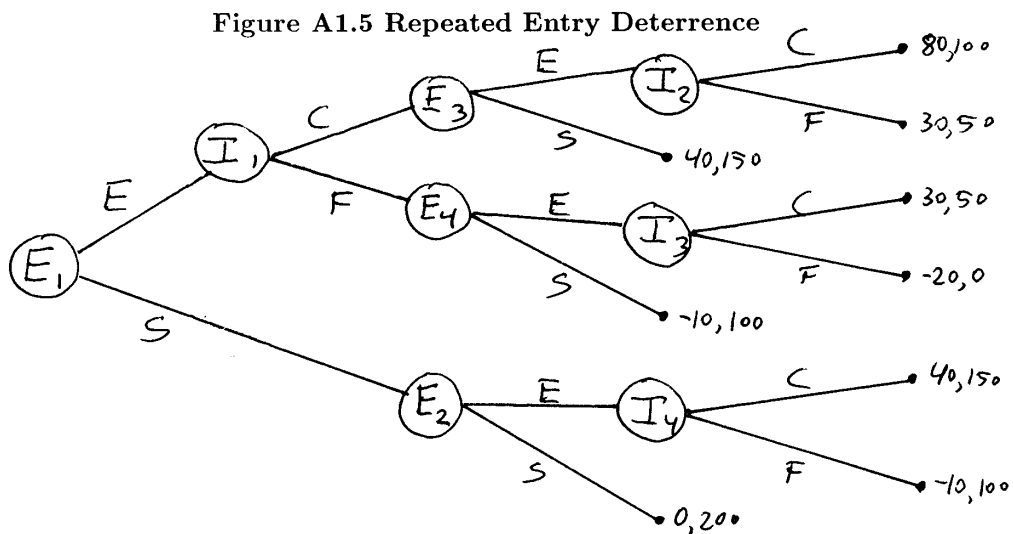 Figure A1.5 Repeated Entry Deterrence
C 80,100
E I2
E3 F 30,50
C S 40,150
I1
E F E4 E I3 C 30,50
F -20,0
E1 S -10,100
S
E2 E I4 C 40,150
F -10,100
S 0,200